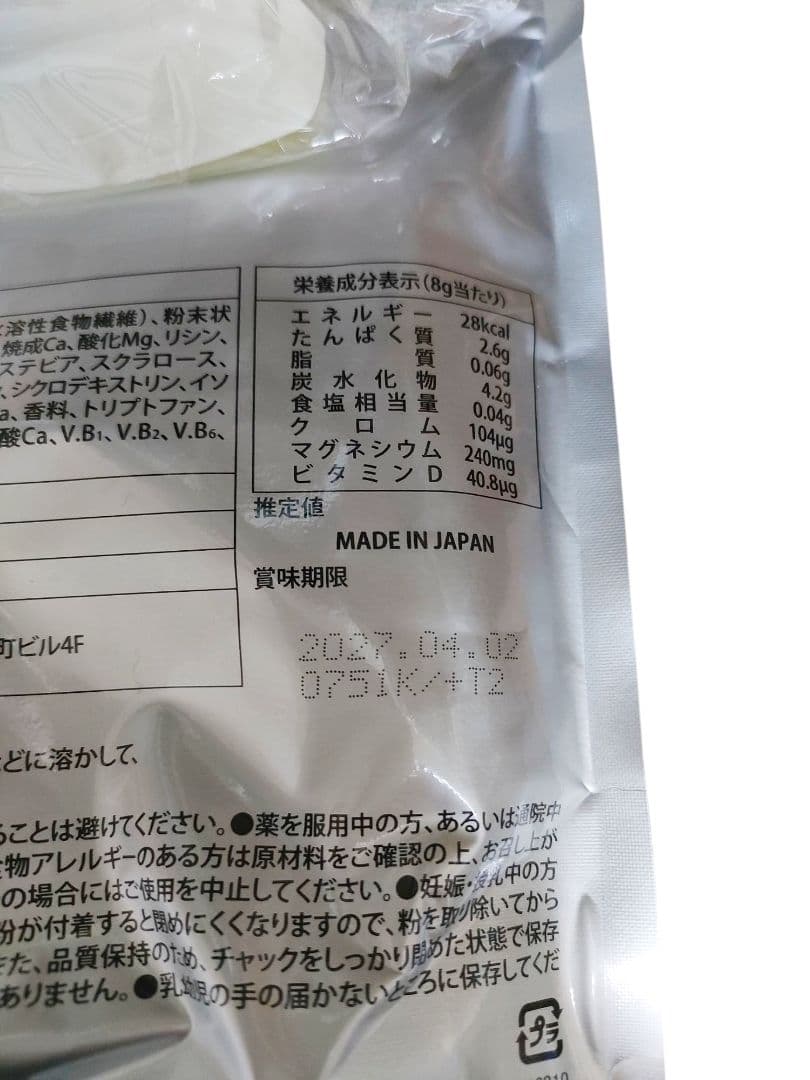 溶性食物繊維)、粉末状
焼成Ca、酸化Mg、リシン、
ステビア、スクラロース、
、シクロデキストリン、イソ
a、香料、トリプトファン、
酸Ca、V.B1、V.B2、V.B6、
町ビル4F
栄養成分表示(8g当たり)
エネルギー 28kcal
たんぱく質 2.6g
脂質 0.06g
炭水化物 4.2g
食塩相当量 0.04g
クロム 104μg
マグネシウム 240mg
ビタミンD 40.8μg
推定値
MADE IN JAPAN
賞味期限
2027.04.02
0751K/+T2
どに溶かして、
ることは避けてください。●薬を服用中の方、あるいは通院中
物アレルギーのある方は原材料をご確認の上、お召し上が
の場合にはご使用を中止してください。●妊娠・授乳中の方
粉が付着すると閉めにくくなりますので、粉を取り除いてから
た、品質保持のため、チャックをしっかり閉めた状態で保存
ありません。●乳幼児の手の届かないところに保存してくだ
プラ